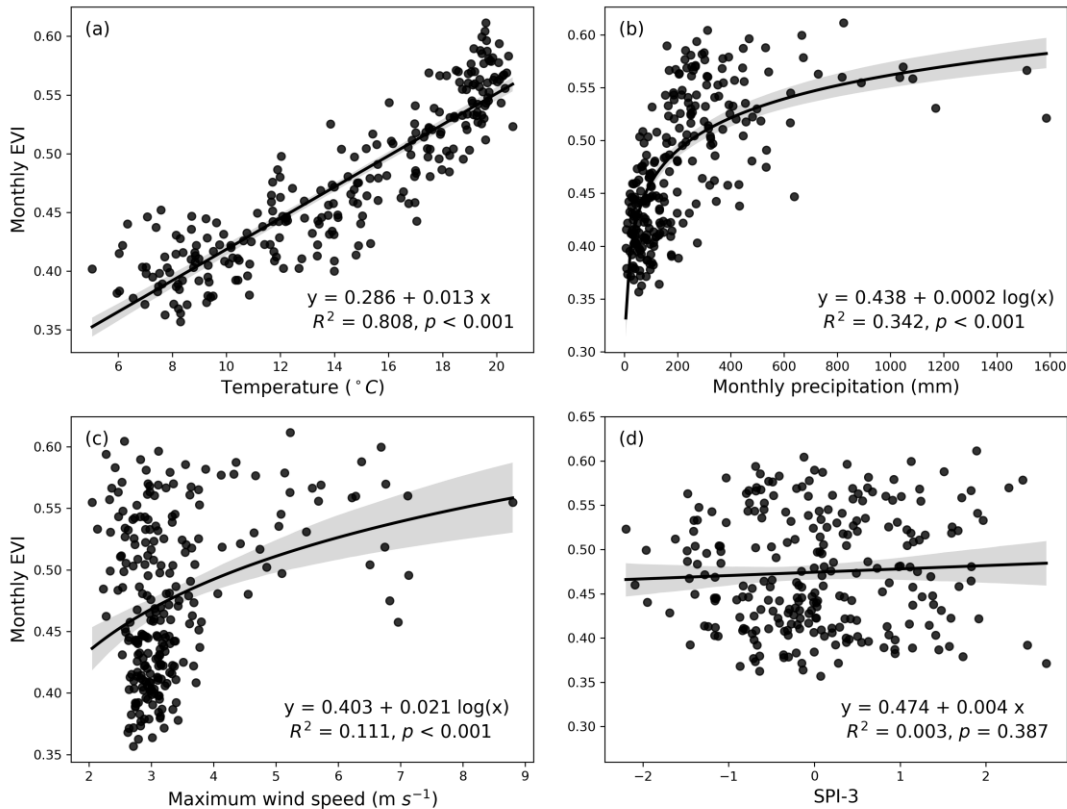 (a)
Monthly EVI
0.60
0.55
0.50
0.45
0.40
0.35
y = 0.286 + 0.013 x
R² = 0.808, p < 0.001
6 8 10 12 14 16 18 20
Temperature (°C)
(b)
0.60
0.55
0.50
0.45
0.40
0.35
0.30
y = 0.438 + 0.0002 log(x)
R² = 0.342, p < 0.001
0 200 400 600 800 1000 1200 1400 1600
Monthly precipitation (mm)
(c)
Monthly EVI
0.60
0.55
0.50
0.45
0.40
0.35
y = 0.403 + 0.021 log(x)
R² = 0.111, p < 0.001
2 3 4 5 6 7 8 9
Maximum wind speed (m s⁻¹)
(d)
0.65
0.60
0.55
0.50
0.45
0.40
0.35
0.30
y = 0.474 + 0.004 x
R² = 0.003, p = 0.387
−2 −1 0 1 2
SPI-3